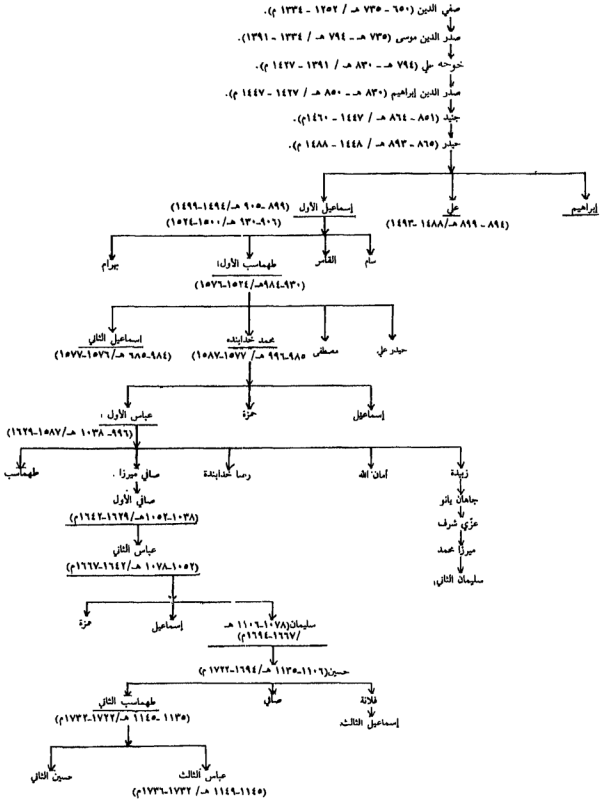 صفي الدين (٦٥٠ - ٧٣٥ هـ / ١٢٥٢ - ١٣٣٤ م).
صدر الدين موسى (٧٣٥ هـ - ٧٩٤ هـ / ١٣٣٤ - ١٣٩١).
خوجه علي (٧٩٤ هـ - ٨٣٠ هـ / ١٣٩١ - ١٤٢٧ م).
صدر الدين إبراهيم (٨٣٠ هـ - ٨٥٠ هـ / ١٤٢٧ - ١٤٤٧ م).
جنيد (٨٥١ - ٨٦٤ هـ / ١٤٤٧ - ١٤٦٠م).
حيدر (٨٦٥ - ٨٩٣ هـ / ١٤٤٨ - ١٤٨٨ م).
إبراهيم
علي
(٨٩٤ - ٨٩٩ هـ/١٤٨٨ -١٤٩٣)
إسماعيل الأول
(٨٩٩ - ٩٠٥ هـ/١٤٩٤-١٤٩٩)
(٩٠٦-٩٣٠ هـ/١٥٠٠-١٥٢٤)
سام
القامر
طهماسب الأول:
(٩٣٠-٩٨٤هـ/١٥٢٤-١٥٧٦)
بهرام
حيدر علي
مصطفى
محمد خدابنده
(٩٨٥-٩٩٦ هـ/ ١٥٧٧-١٥٨٧)
اسماعيل الثاني
(٩٨٤-٦٨٥ هـ/١٥٧٦-١٥٧٧)
إسماعيل
حمزة
عباس الأول :
(٩٩٦- ١٠٣٨ هـ/١٥٨٧-١٦٢٩)
زبيدة
أمان الله
رضا خدابندة
صافي ميرزا .
طهماسب
جاهان بانو
عزي شرف
ميرزا محمد
سليمان الثاني:
صافي الأول
(١٠٣٨-١٠٥٢هـ/١٦٢٩-١٦٤٢م)
عباس الثاني
(١٠٥٢-١٠٧٨ هـ/١٦٤٢-١٦٦٧م)
سليمان(١٠٧٨-١١٠٦ هـ
/١٦٦٧-١٦٩٤م)
إسماعيل
حمزة
حسين(١١٠٦-١١٣٥ هـ/١٦٩٤-١٧٢٢ م)
فلانة
صافي
طهماسب الثاني
(١١٣٥ -١١٤٥ هـ/١٧٢٢-١٧٣٢م)
إسماعيل الثالث
عباس الثالث
(١١٤٥-١١٤٩ هـ / ١٧٣٢-١٧٣٦م)
حسين الثاني